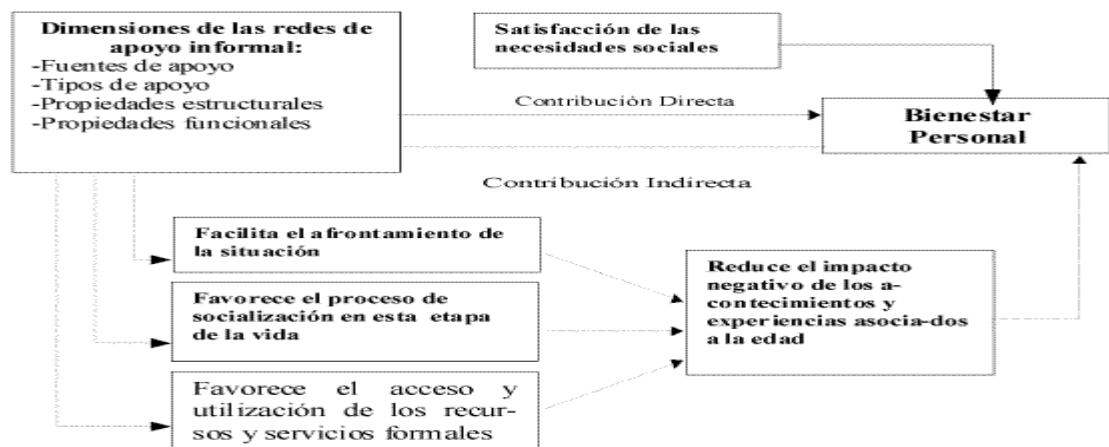 Dimensiones de las redes de
apoyo informal:
-Fuentes de apoyo
-Tipos de apoyo
-Propiedades estructurales
-Propiedades funcionales
Satisfacción de las
necesidades sociales
Contribución Directa
Bienestar
Personal
Contribución Indirecta
Facilita el afrontamiento de
la situación
Favorece el proceso de
socialización en esta etapa
de la vida
Favorece el acceso y
utilización de los recur-
sos y servicios formales
Reduce el impacto
negativo de los a-
contecimientos y
experiencias asocia-dos
a la edad